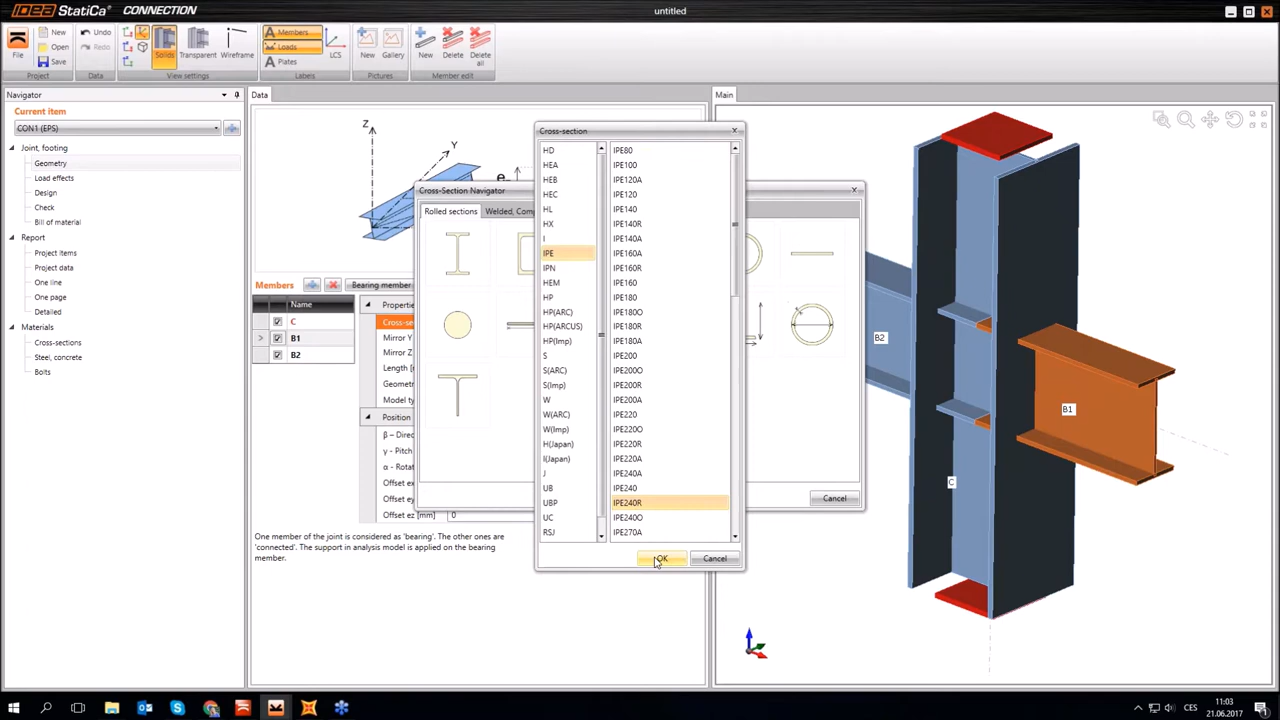 IDEA StatiCa® CONNECTION
untitled
File
New
Open
Save
Project
Undo
Redo
Data
Solids
Transparent
Wireframe
View settings
Members
Loads
Plates
Labels
LCS
New
Gallery
Pictures
New
Delete
Delete all
Member edit
Navigator
Current item
CON1 (EPS)
Joint, footing
Geometry
Load effects
Design
Check
Bill of material
Report
Project items
Project data
One line
One page
Detailed
Materials
Cross-sections
Steel, concrete
Bolts
Data
Z
Y
Members
Bearing member
Name
C
B1
B2
Properti
Cross-se
Mirror Y
Mirror Z
Length [
Geomet
Model ty
Position
β – Direc
γ - Pitch
α - Rotat
Offset ex
Offset ey
Offset ez [mm]
0
One member of the joint is considered as 'bearing'. The other ones are
'connected'. The support in analysis model is applied on the bearing
member.
Cross-Section Navigator
Rolled sections
Welded, Com
Cancel
Cross-section
HD
HEA
HEB
HEC
HL
HX
I
IPE
IPN
HEM
HP
HP(ARC)
HP(ARCUS)
HP(Imp)
S
S(ARC)
S(Imp)
W
W(ARC)
W(Imp)
H(Japan)
I(Japan)
J
UB
UBP
UC
RSJ
IPE80
IPE100
IPE120A
IPE120
IPE140
IPE140R
IPE140A
IPE160A
IPE160R
IPE160
IPE180
IPE180O
IPE180R
IPE180A
IPE200
IPE200O
IPE200R
IPE200A
IPE220
IPE220O
IPE220R
IPE220A
IPE240A
IPE240
IPE240R
IPE240O
IPE270A
OK
Cancel
Main
B2
B1
C
CES
11:03
21.06.2017